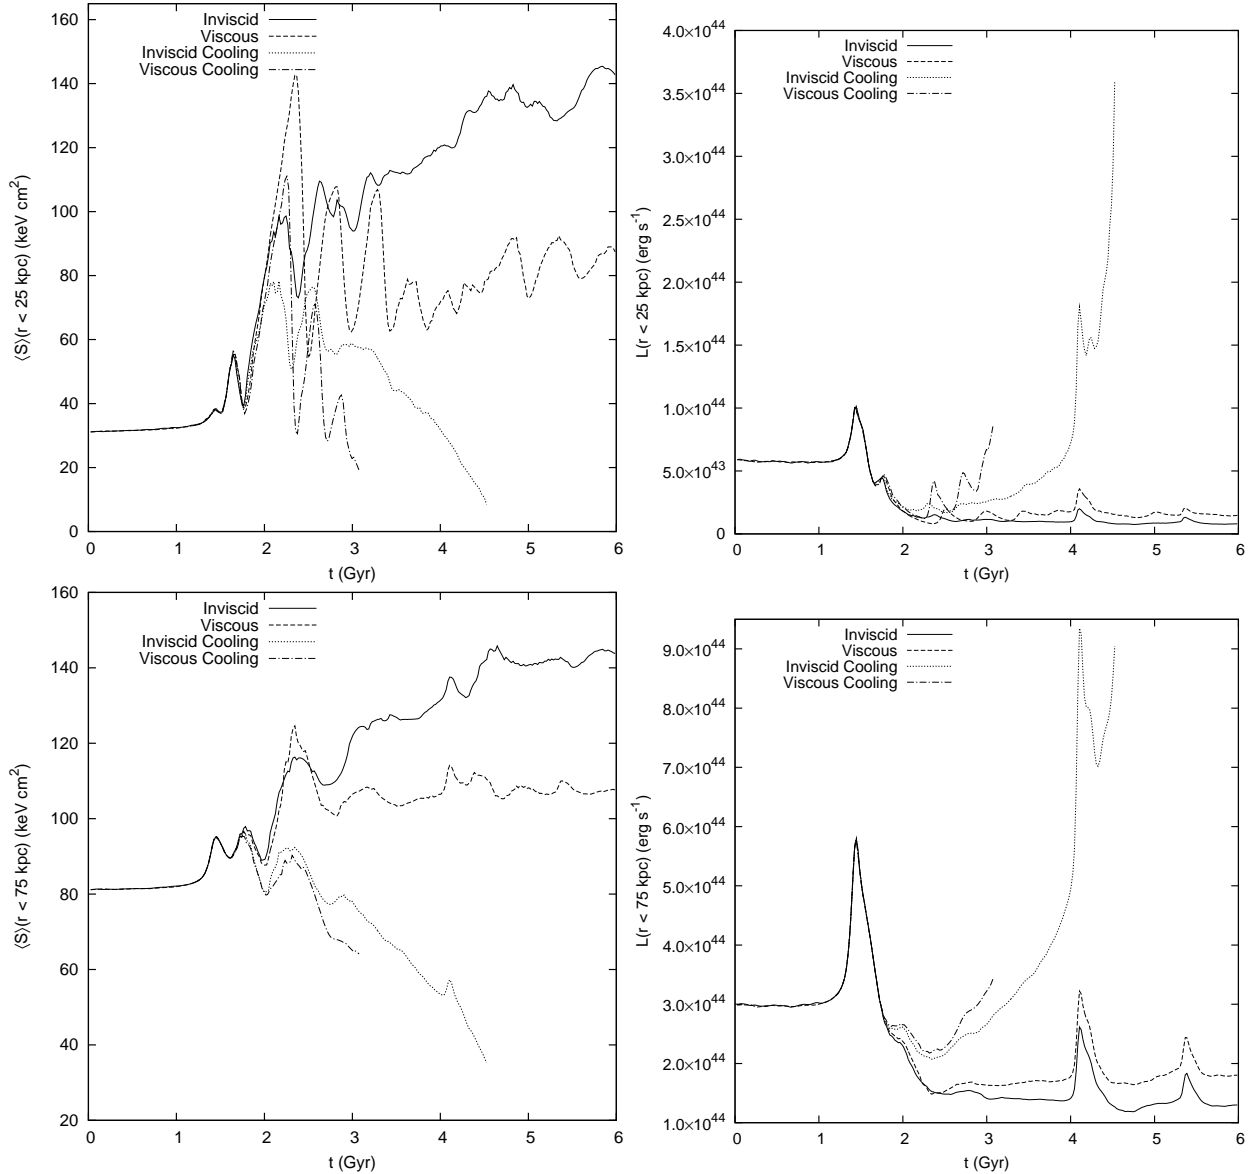 160
140
120
100
80
60
40
20
0
⟨S⟩(r < 25 kpc) (keV cm²)
Inviscid
Viscous
Inviscid Cooling
Viscous Cooling
0 1 2 3 4 5 6
t (Gyr)
4.0×10⁴⁴
3.5×10⁴⁴
3.0×10⁴⁴
2.5×10⁴⁴
2.0×10⁴⁴
1.5×10⁴⁴
1.0×10⁴⁴
5.0×10⁴³
0
L(r < 25 kpc) (erg s⁻¹)
Inviscid
Viscous
Inviscid Cooling
Viscous Cooling
0 1 2 3 4 5 6
t (Gyr)
160
140
120
100
80
60
40
20
⟨S⟩(r < 75 kpc) (keV cm²)
Inviscid
Viscous
Inviscid Cooling
Viscous Cooling
0 1 2 3 4 5 6
t (Gyr)
9.0×10⁴⁴
8.0×10⁴⁴
7.0×10⁴⁴
6.0×10⁴⁴
5.0×10⁴⁴
4.0×10⁴⁴
3.0×10⁴⁴
2.0×10⁴⁴
1.0×10⁴⁴
L(r < 75 kpc) (erg s⁻¹)
Inviscid
Viscous
Inviscid Cooling
Viscous Cooling
0 1 2 3 4 5 6
t (Gyr)